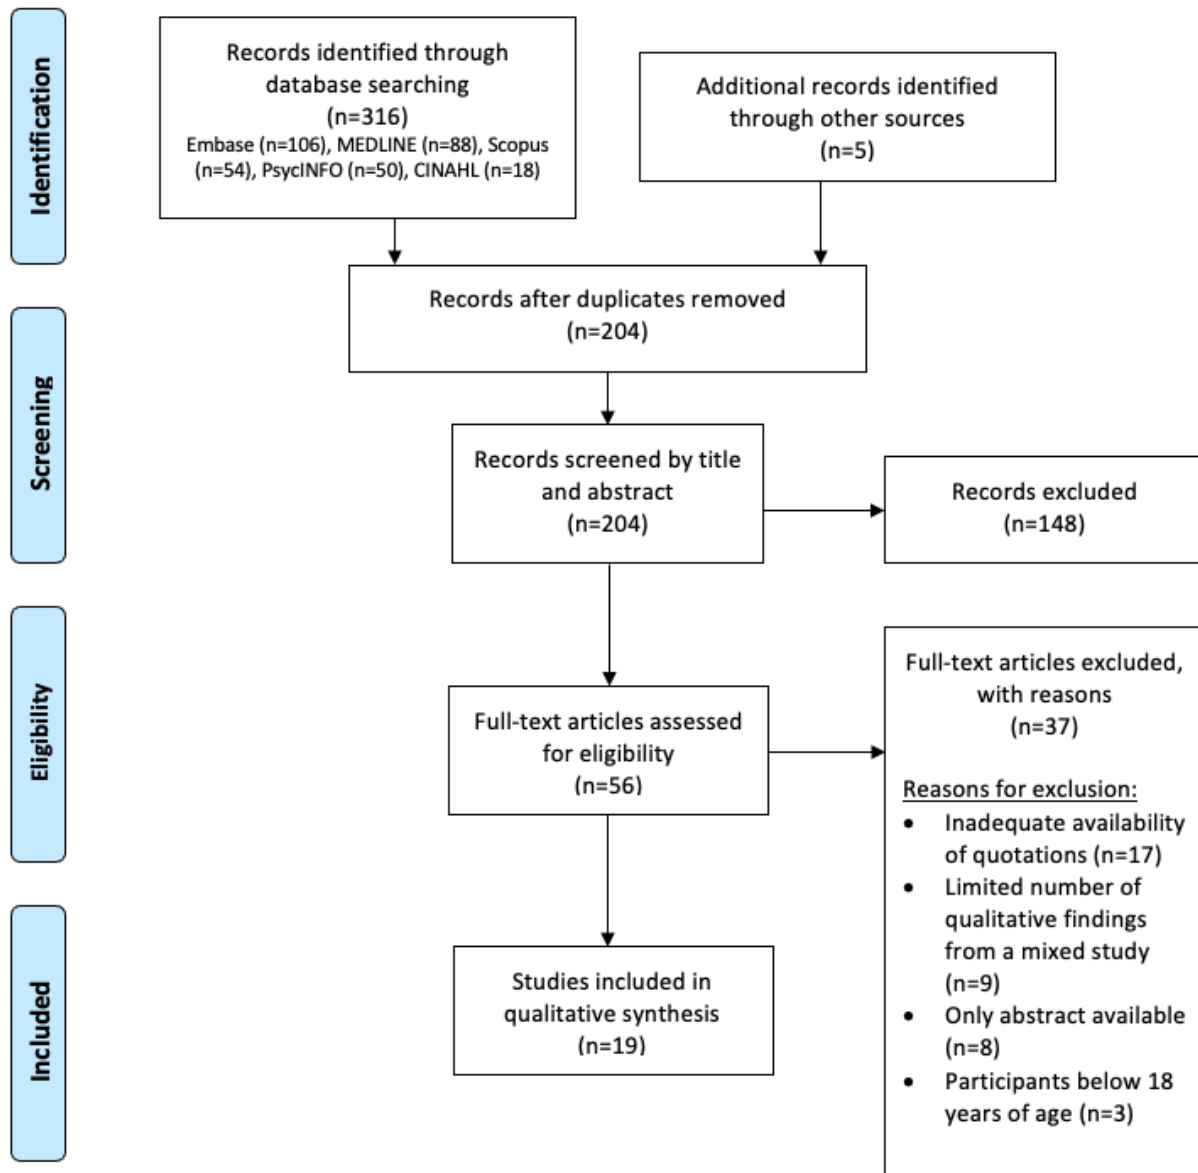 Identification
Records identified through
database searching
(n=316)
Embase (n=106), MEDLINE (n=88), Scopus
(n=54), PsycINFO (n=50), CINAHL (n=18)
Additional records identified
through other sources
(n=5)
Records after duplicates removed
(n=204)
Screening
Records screened by title
and abstract
(n=204)
Records excluded
(n=148)
Eligibility
Full-text articles assessed
for eligibility
(n=56)
Full-text articles excluded,
with reasons
(n=37)
Reasons for exclusion:
• Inadequate availability
of quotations (n=17)
• Limited number of
qualitative findings
from a mixed study
(n=9)
• Only abstract available
(n=8)
• Participants below 18
years of age (n=3)
Included
Studies included in
qualitative synthesis
(n=19)